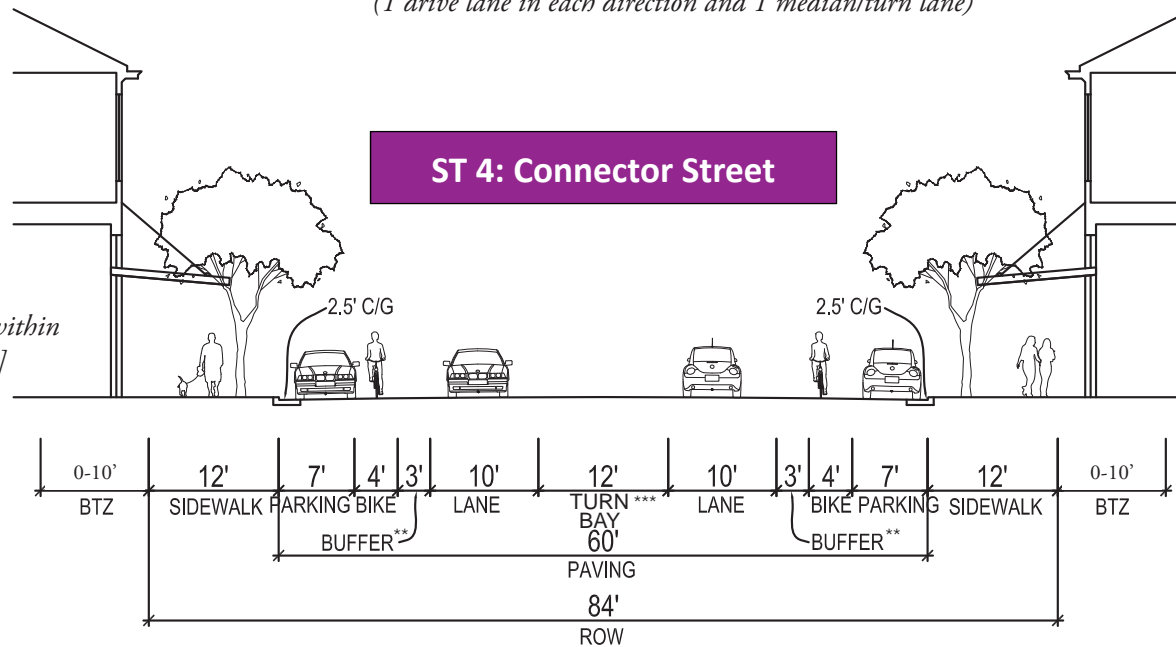 (1 drive lane in each direction and 1 median/turn lane)
ST 4: Connector Street
2.5' C/G 2.5' C/G
within
]
0-10’ 12' 7' 4' 3' 10' 12' 10' 3' 4' 7' 12' 0-10’
BTZ SIDEWALK PARKING BIKE LANE TURN *** LANE BIKE PARKING SIDEWALK BTZ
BAY
BUFFER** BUFFER**
60'
PAVING
84'
ROW